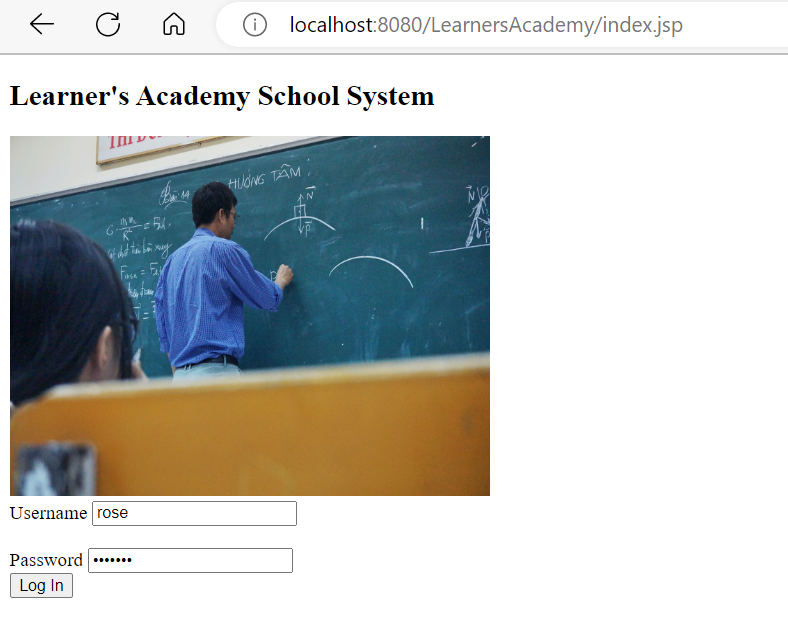 localhost:8080/LearnersAcademy/index.jsp
Learner's Academy School System
HƯỚNG TÂM
N
P
N
Username rose
Password •••••••
Log In